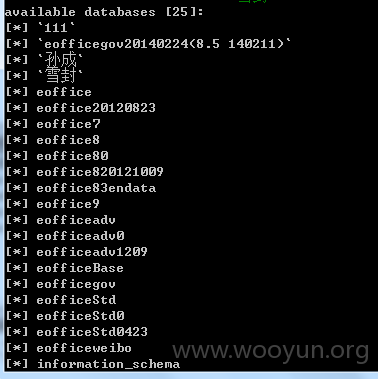 available databases [25]:
[*] `111`
[*] `eofficegov20140224(8.5 140211)`
[*] `孙成`
[*] `雪封`
[*] eoffice
[*] eoffice20120823
[*] eoffice7
[*] eoffice8
[*] eoffice80
[*] eoffice820121009
[*] eoffice83endata
[*] eoffice9
[*] eofficeadv
[*] eofficeadv0
[*] eofficeadv1209
[*] eofficeBase
[*] eofficegov
[*] eofficeStd
[*] eofficeStd0
[*] eofficeStd0423
[*] eofficeweibo
[*] information_schema
www.wooyun.org